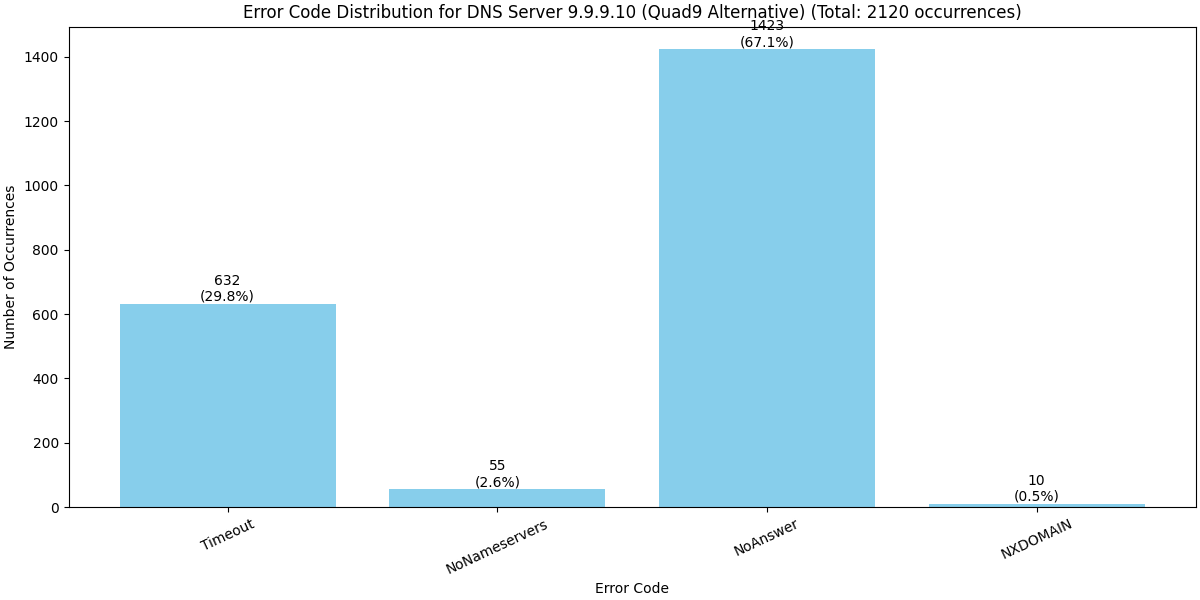 Error Code Distribution for DNS Server 9.9.9.10 (Quad9 Alternative) (Total: 2120 occurrences)
Number of Occurrences
1400
1200
1000
800
600
400
200
0
632
(29.8%)
55
(2.6%)
1423
(67.1%)
10
(0.5%)
Timeout
NoNameservers
NoAnswer
NXDOMAIN
Error Code